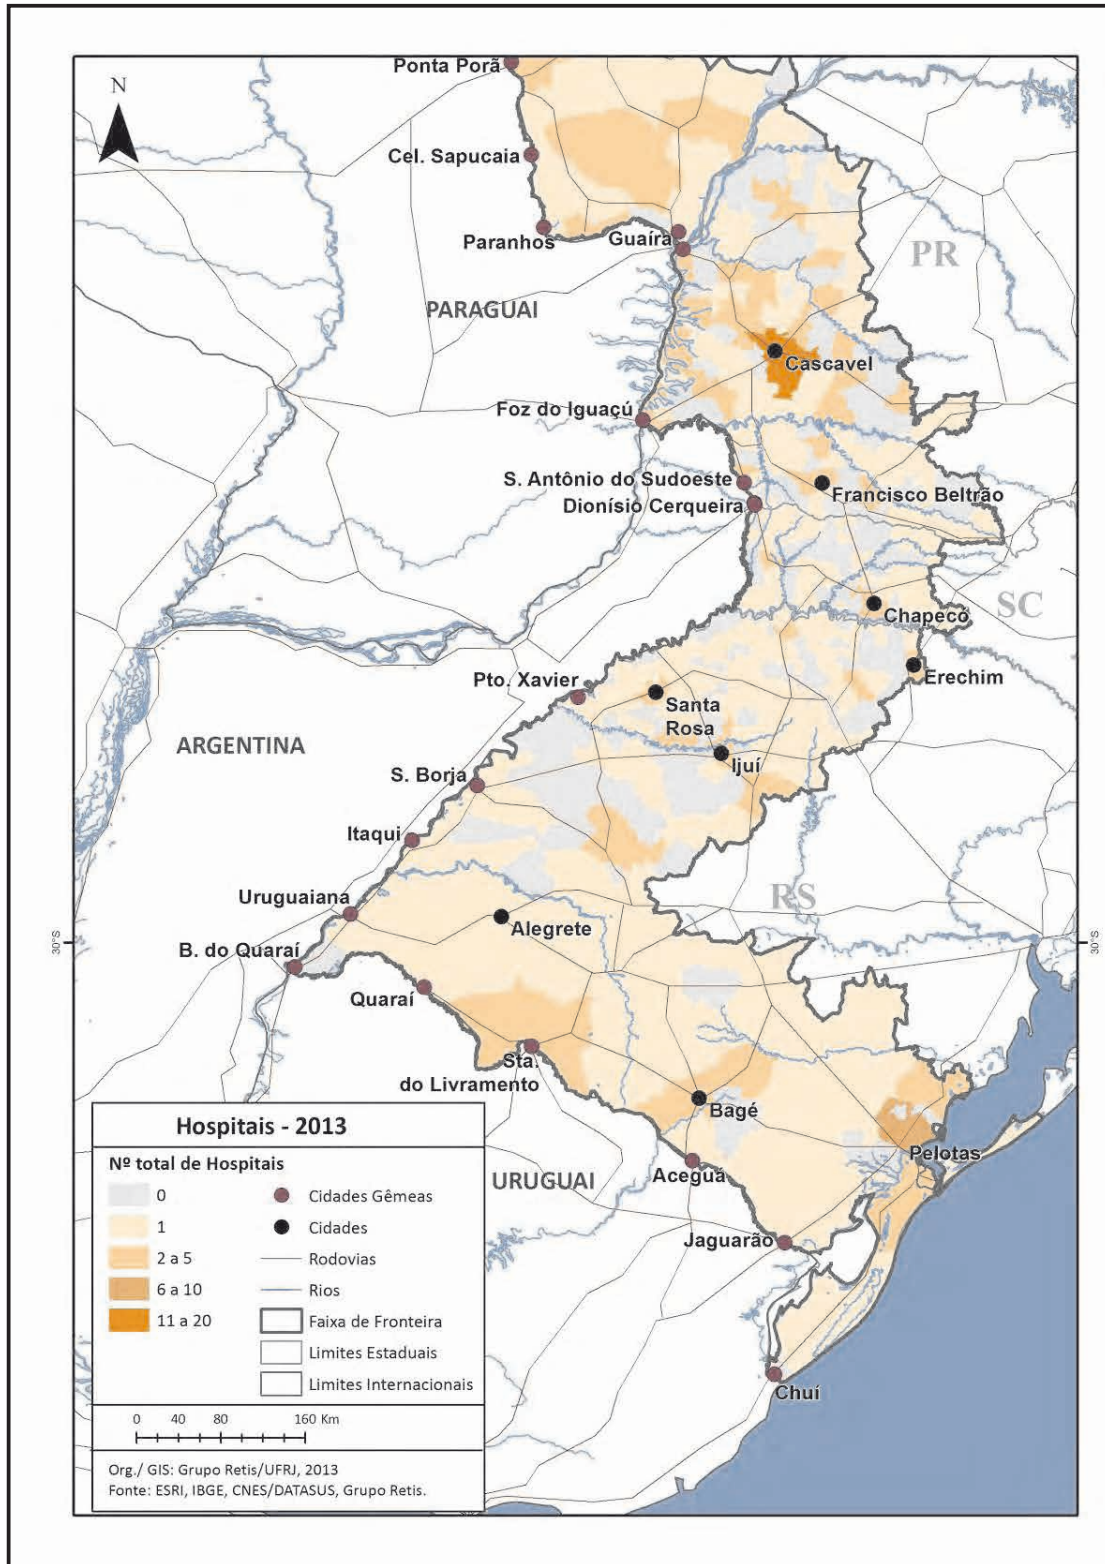 N
Ponta Porã
Cel. Sapucaia
Paranhos
Guaíra
PR
PARAGUAI
Cascavel
Foz do Iguaçú
S. Antônio do Sudoeste
Francisco Beltrão
Dionísio Cerqueira
SC
Chapecó
Erechim
Pto. Xavier
Santa
Rosa
ARGENTINA
Ijuí
S. Borja
Itaqui
RS
Uruguaiana
Alegrete
30°S
30°S
B. do Quaraí
Quaraí
Sta.
do Livramento
Bagé
Pelotas
Aceguá
URUGUAI
Jaguarão
Chuí
Hospitais - 2013
Nº total de Hospitais
0
1
2 a 5
6 a 10
11 a 20
Cidades Gêmeas
Cidades
Rodovias
Rios
Faixa de Fronteira
Limites Estaduais
Limites Internacionais
0 40 80 160 Km
Org./ GIS: Grupo Retis/UFRJ, 2013
Fonte: ESRI, IBGE, CNES/DATASUS, Grupo Retis.